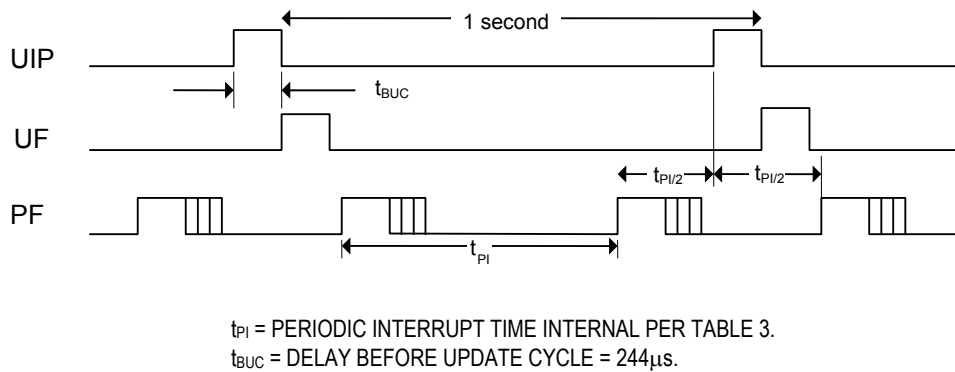 1 second
UIP
tBUC
UF
tPI/2 tPI/2
PF
tPI
tPI = PERIODIC INTERRUPT TIME INTERNAL PER TABLE 3.
tBUC = DELAY BEFORE UPDATE CYCLE = 244µs.